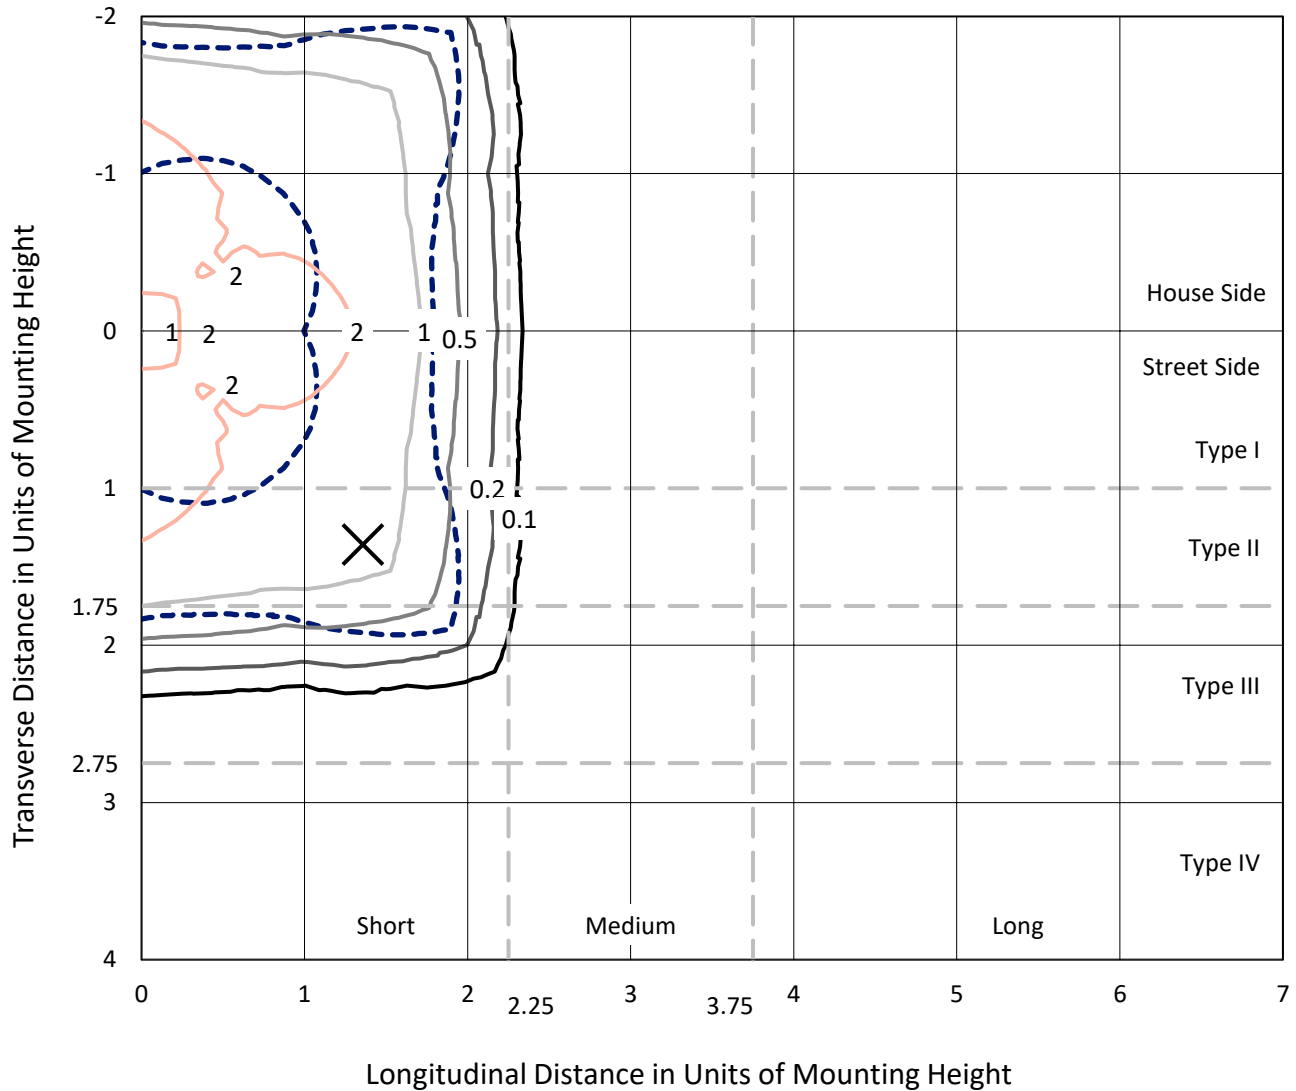 -2
-1
House Side
2
0
1
2
2
1
0.5
Street Side
2
Type I
1
0.2
0.1
Type II
1.75
2
Type III
2.75
3
Type IV
Short
Medium
Long
4
0
1
2
2.25
3
3.75
4
5
6
7
Transverse Distance in Units of Mounting Height
Longitudinal Distance in Units of Mounting Height